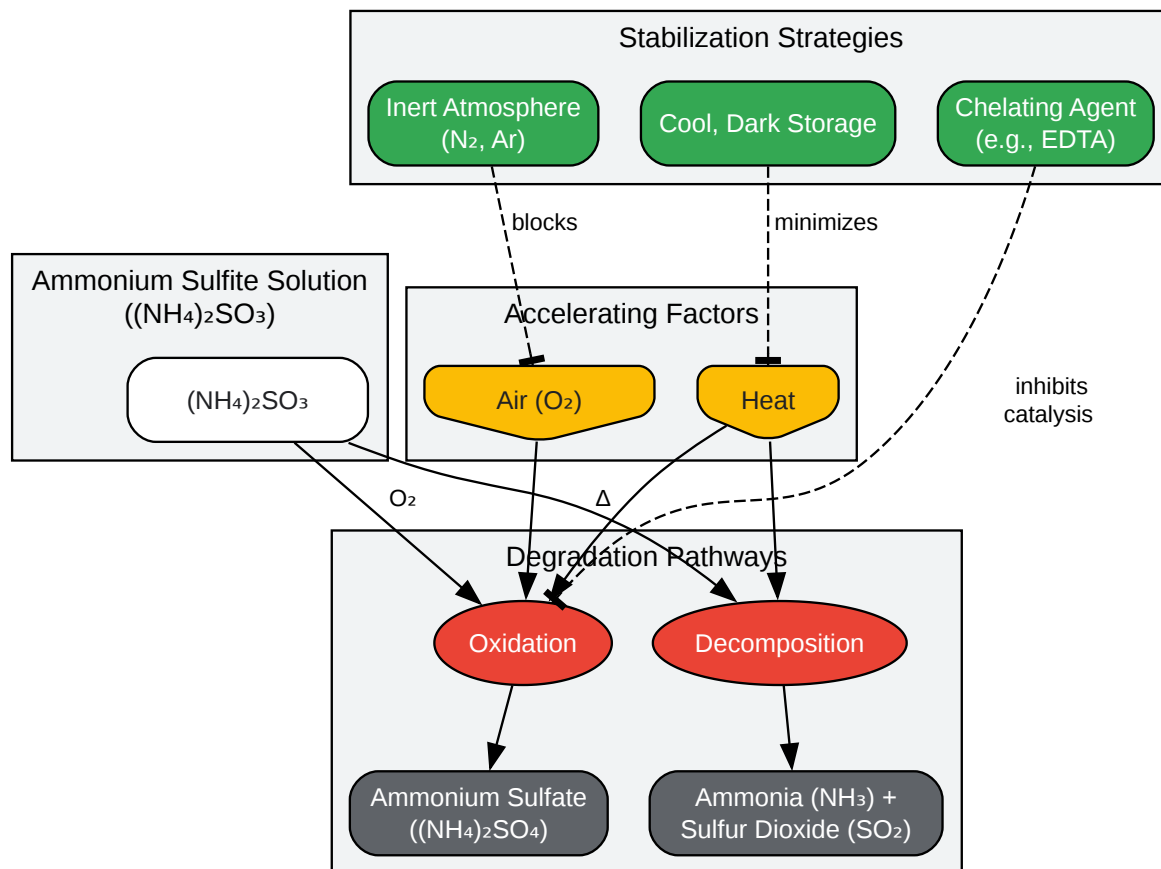 Stabilization Strategies
Inert Atmosphere
(N₂, Ar)
Cool, Dark Storage
Chelating Agent
(e.g., EDTA)
blocks
minimizes
inhibits
catalysis
Ammonium Sulfite Solution
((NH₄)₂SO₃)
(NH₄)₂SO₃
Accelerating Factors
Air (O₂)
Heat
O₂
Δ
Degradation Pathways
Oxidation
Decomposition
Ammonium Sulfate
((NH₄)₂SO₄)
Ammonia (NH₃) +
Sulfur Dioxide (SO₂)